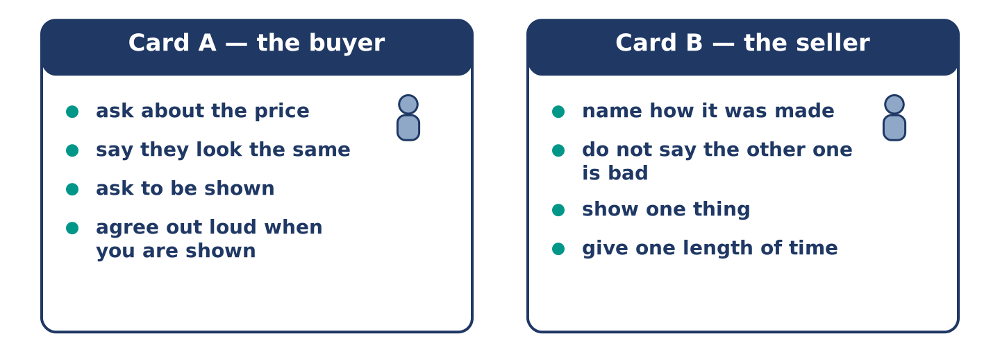 Card A — the buyer
ask about the price
say they look the same
ask to be shown
agree out loud when
you are shown
Card B — the seller
name how it was made
do not say the other one
is bad
show one thing
give one length of time